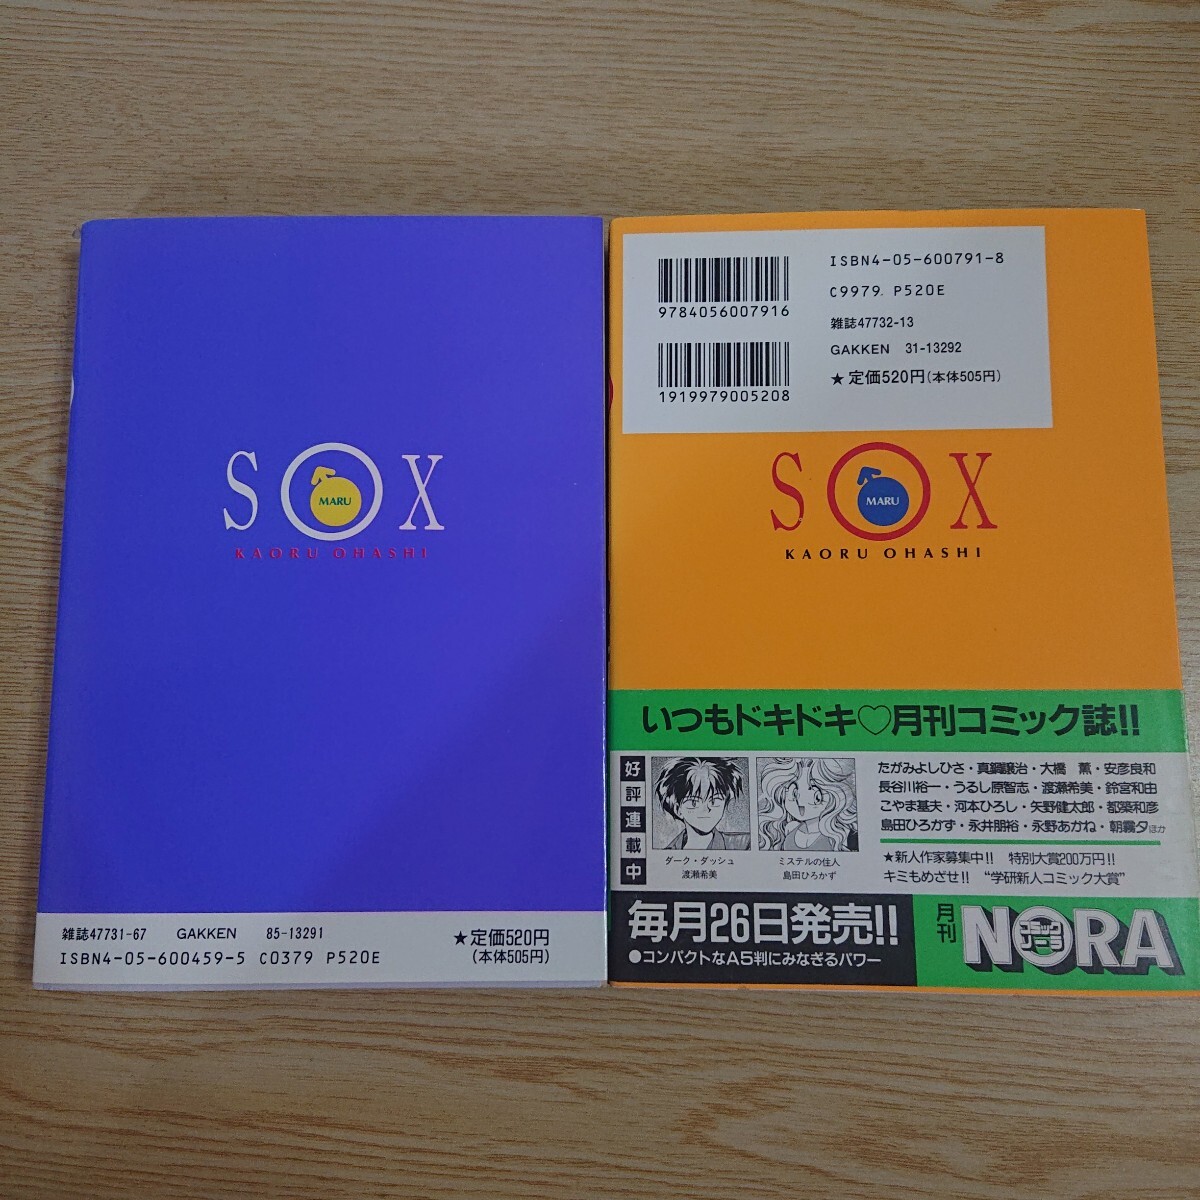 S MARU X
KAORU OHASHI
雑誌47731-67 GAKKEN 85-13291
ISBN4-05-600459-5 C0379 P520E
★定価520円
(本体505円)
9784056007916
1919979005208
ISBN4-05-600791-8
C9979. P520E
雑誌47732-13
GAKKEN 31-13292
★定価520円(本体505円)
S MARU X
KAORU OHASHI
いつもドキドキ♡月刊コミック誌!!
好評連載中
ダーク・ダッシュ
渡瀬希美
ミステルの佳人
島田ひろかず
たがみよしひさ・真鍋譲治・大橋 薫・安彦良和
長谷川裕一・うるし原智志・渡瀬希美・鈴宮和由
こやま基夫・河本ひろし・矢野健太郎・都築和彦
島田ひろかず・永井朋裕・永野あかね・朝霧夕ほか
★新人作家募集中!! 特別大賞200万円!!
キミもめざせ!! “学研新人コミック大賞”
毎月26日発売!!
●コンパクトなA5判にみなぎるパワー
月刊
NORA
コミック
ノーラ